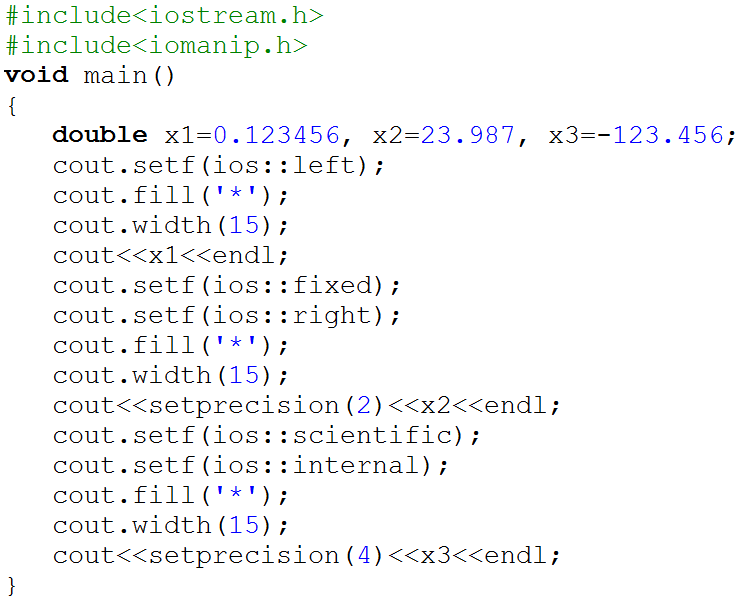 #include<iostream.h>
#include<iomanip.h>
void main()
{
   double x1=0.123456, x2=23.987, x3=-123.456;
   cout.setf(ios::left);
   cout.fill('*');
   cout.width(15);
   cout<<x1<<endl;
   cout.setf(ios::fixed);
   cout.setf(ios::right);
   cout.fill('*');
   cout.width(15);
   cout<<setprecision(2)<<x2<<endl;
   cout.setf(ios::scientific);
   cout.setf(ios::internal);
   cout.fill('*');
   cout.width(15);
   cout<<setprecision(4)<<x3<<endl;
}